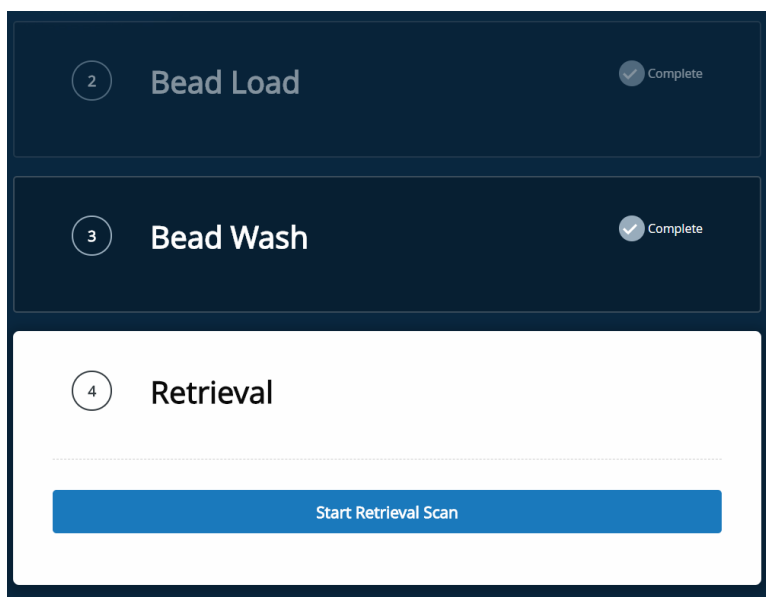 2 Bead Load Complete
3 Bead Wash Complete
4 Retrieval
Start Retrieval Scan